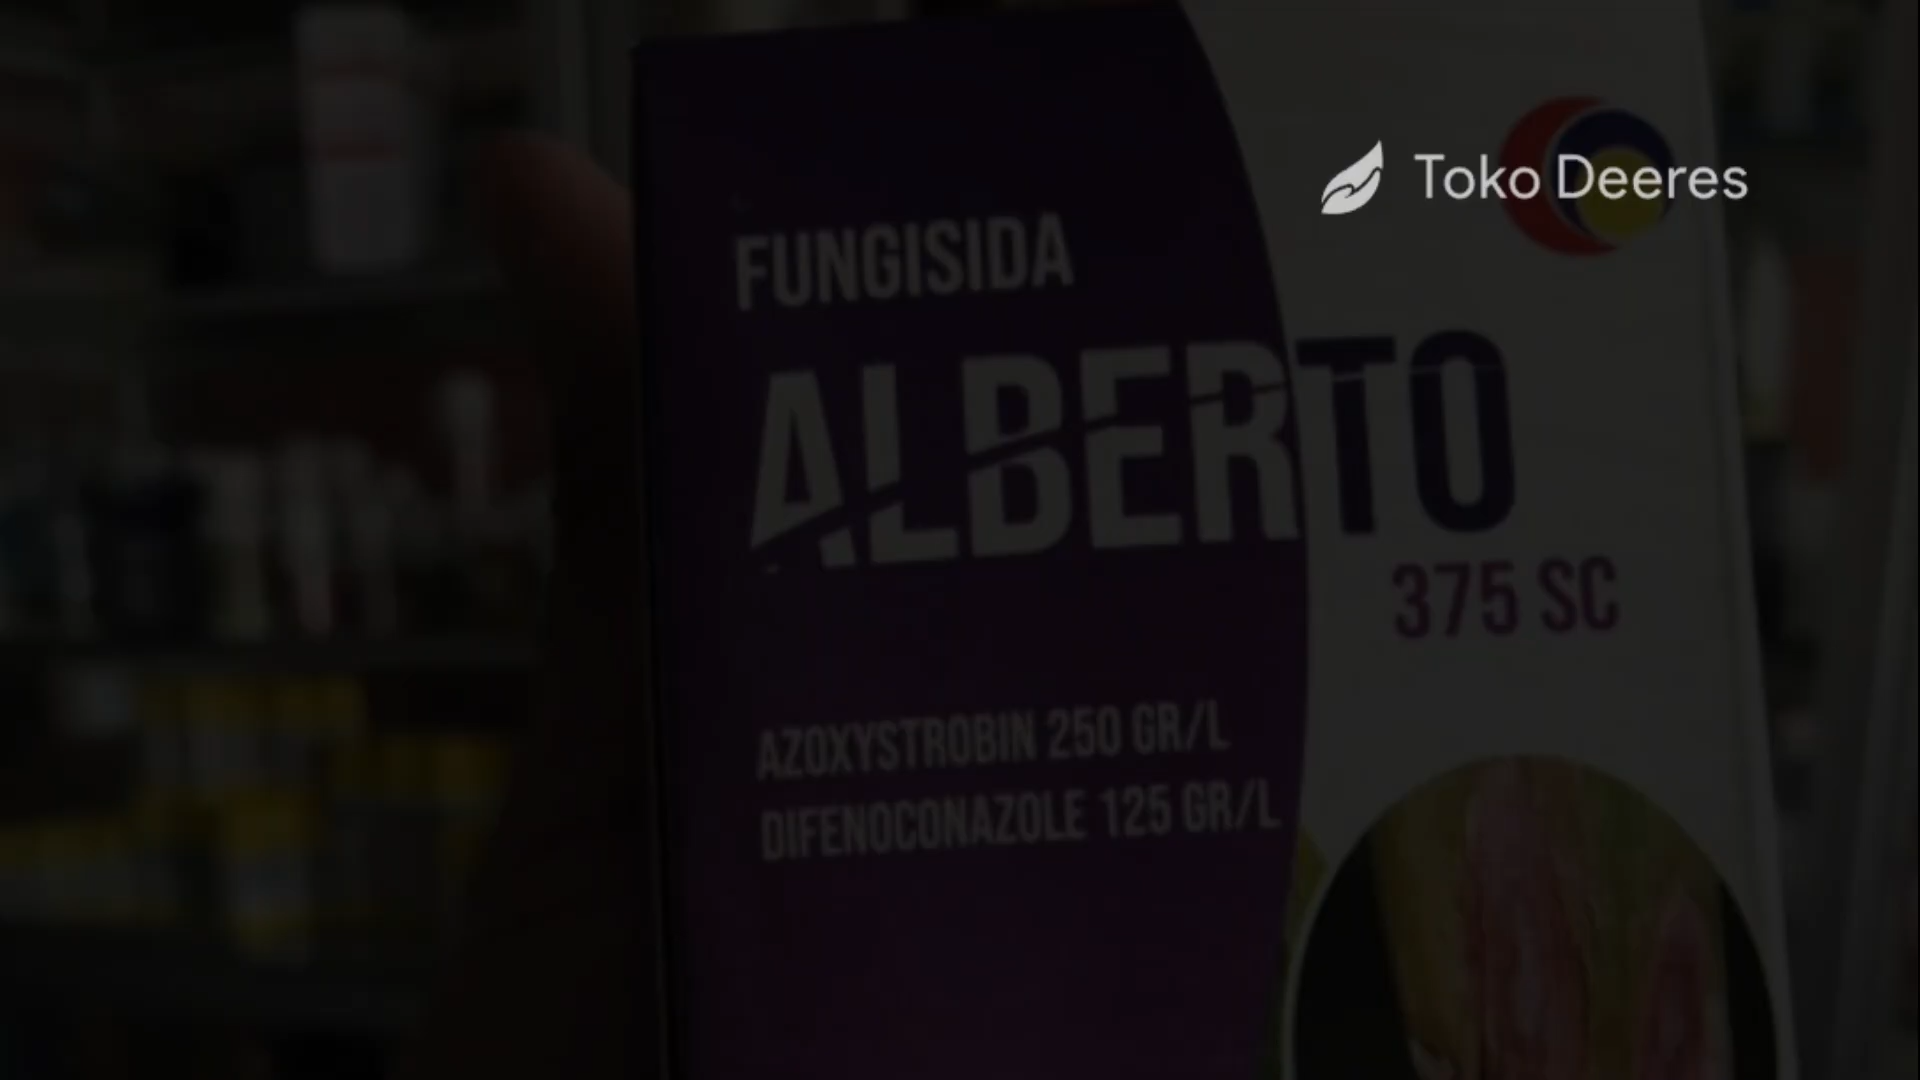 Toko Deeres
FUNGISIDA
ALBERTO
375 SC
AZOXYSTROBIN 250 GR/L
DIFENOCONAZOLE 125 GR/L